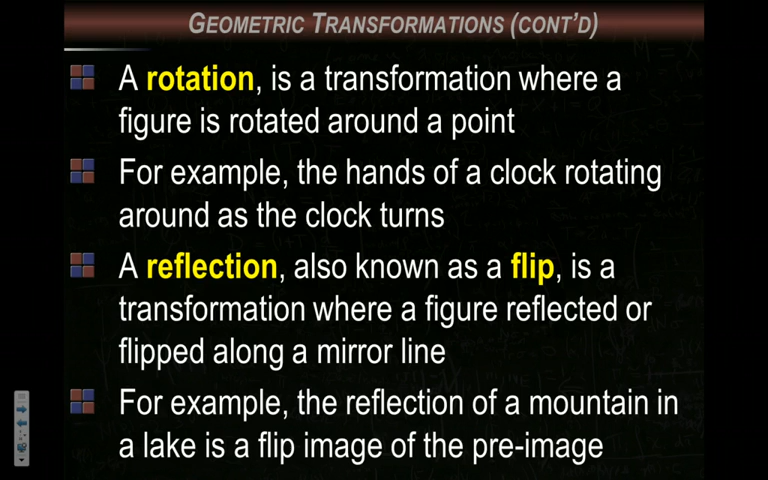 GEOMETRIC TRANSFORMATIONS (CONT'D)
A rotation, is a transformation where a
figure is rotated around a point
For example, the hands of a clock rotating
around as the clock turns
A reflection, also known as a flip, is a
transformation where a figure reflected or
flipped along a mirror line
For example, the reflection of a mountain in
a lake is a flip image of the pre-image